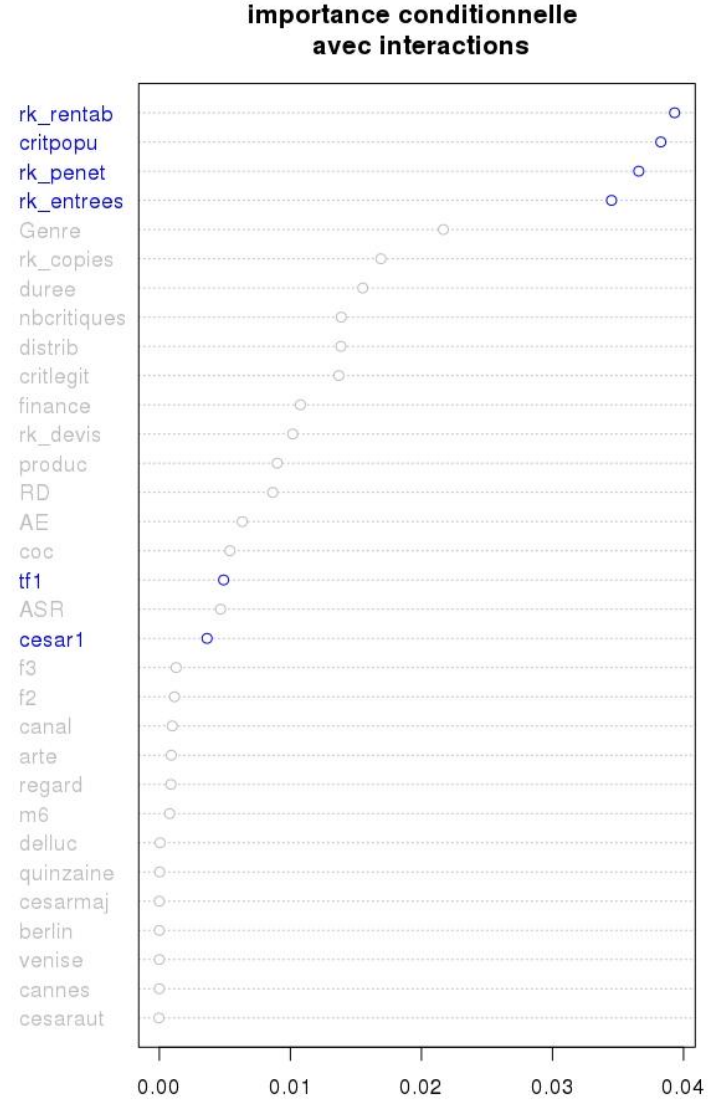 importance conditionnelle
avec interactions
rk_rentab
critpopu
rk_penet
rk_entrees
Genre
rk_copies
duree
nbcritiques
distrib
critlegit
finance
rk_devis
produc
RD
AE
coc
tf1
ASR
cesar1
f3
f2
canal
arte
regard
m6
delluc
quinzaine
cesarmaj
berlin
venise
cannes
cesaraut
0.00 0.01 0.02 0.03 0.04